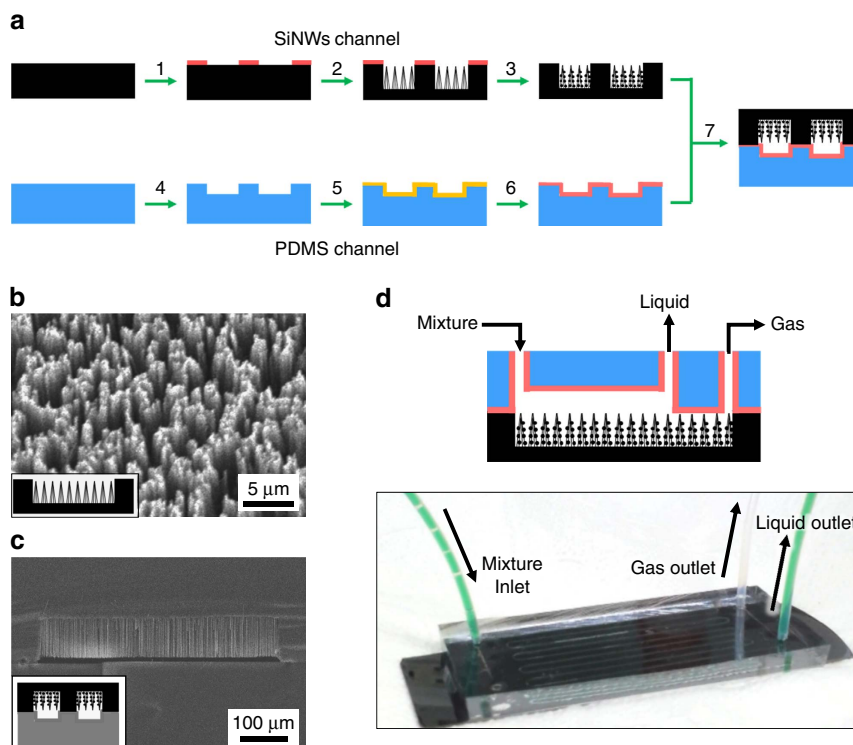 a
SiNWs channel
1
2
3
7
4
5
6
PDMS channel
b
5 μm
c
100 μm
d
Mixture
Liquid
Gas
Mixture
Inlet
Gas outlet
Liquid outlet